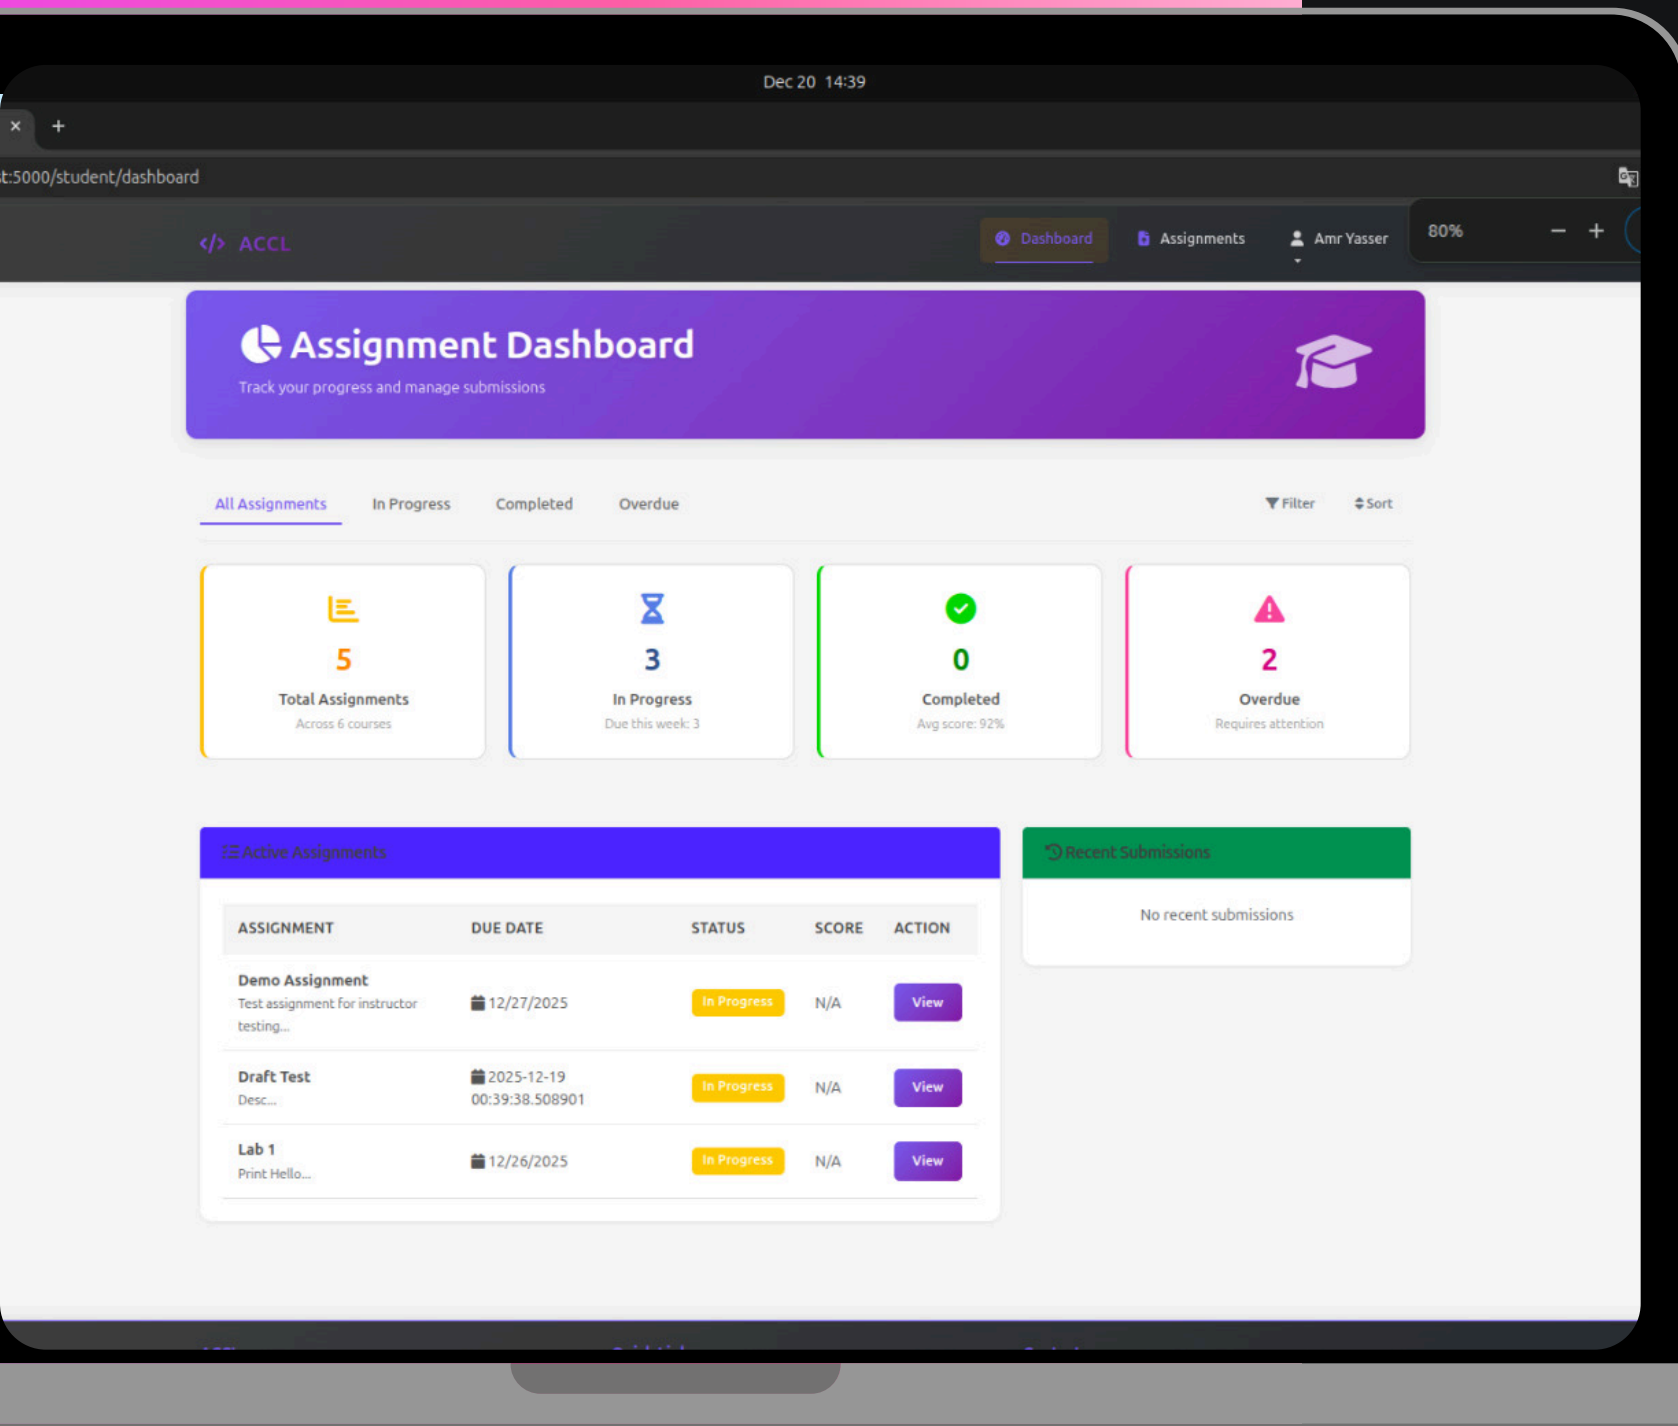 Dec 20 14:39
× +
st:5000/student/dashboard
</> ACCL
Dashboard
Assignments
Amr Yasser
80%
− +
Assignment Dashboard
Track your progress and manage submissions
All Assignments
In Progress
Completed
Overdue
Filter
Sort
5
Total Assignments
Across 6 courses
3
In Progress
Due this week: 3
0
Completed
Avg score: 92%
2
Overdue
Requires attention
Active Assignments
ASSIGNMENT DUE DATE STATUS SCORE ACTION
Demo Assignment
Test assignment for instructor
testing...
12/27/2025
In Progress
N/A
View
Draft Test
Desc...
2025-12-19
00:39:38.508901
In Progress
N/A
View
Lab 1
Print Hello...
12/26/2025
In Progress
N/A
View
Recent Submissions
No recent submissions